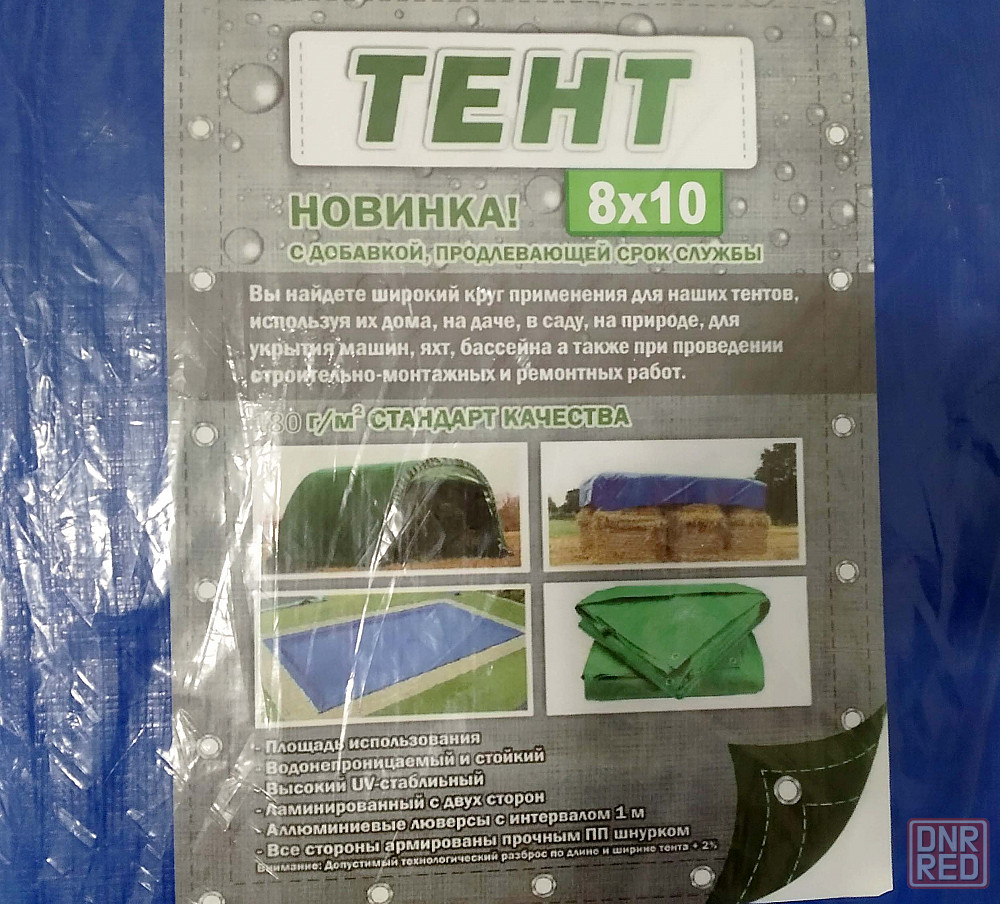 ТЕНТ
НОВИНКА!
8x10
С ДОБАВКОЙ, ПРОДЛЕВАЮЩЕЙ СРОК СЛУЖБЫ
Вы найдете широкий круг применения для наших тентов,
используя их дома, на даче, в саду, на природе, для
укрытия машин, яхт, бассейна а также при проведении
строительно-монтажных и ремонтных работ.
г/м² СТАНДАРТ КАЧЕСТВА
- Площадь использования
- Водонепроницаемый и стойкий
- Высокий UV-стаблиный
- Ламинированный с двух сторон
- Аллюминиевые люверсы с интервалом 1 м
- Все стороны армированы прочным ПП шнурком
Внимание: Допустимый технологический разброс по длине и ширине тента + 2%
DNR
RED